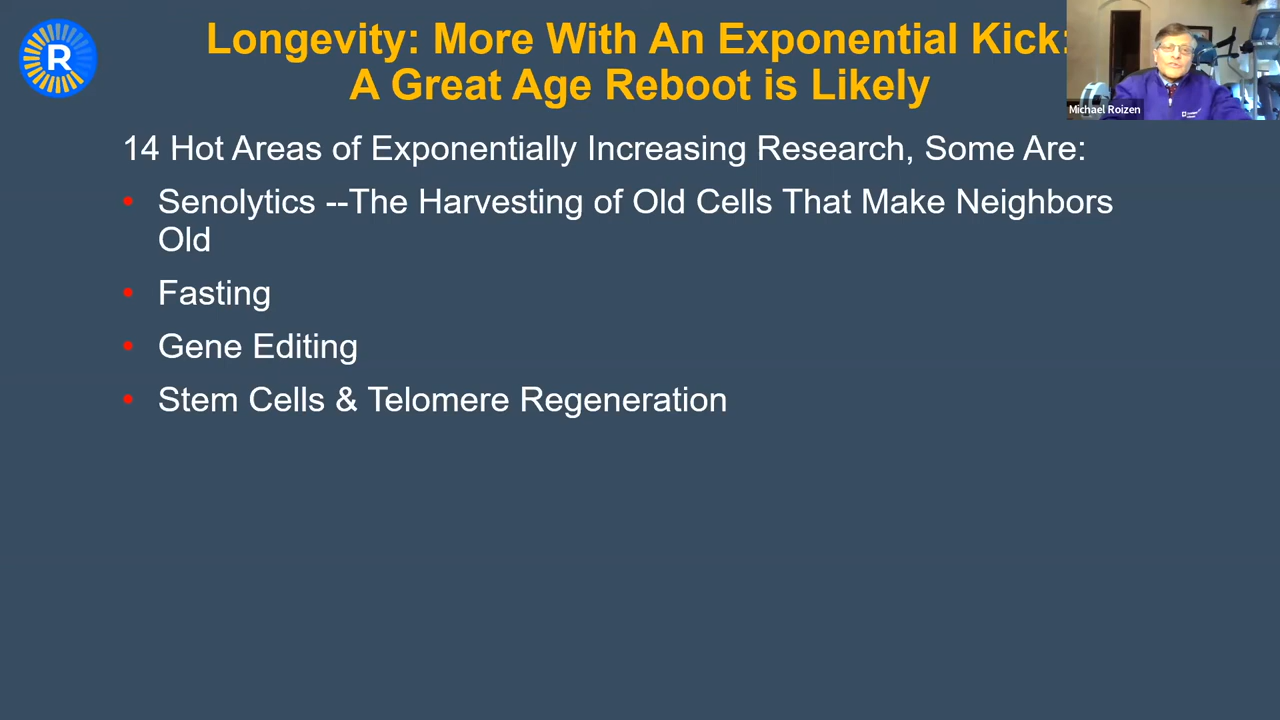 R
Longevity: More With An Exponential Kick:
A Great Age Reboot is Likely
Michael Roizen
14 Hot Areas of Exponentially Increasing Research, Some Are:
• Senolytics --The Harvesting of Old Cells That Make Neighbors
Old
• Fasting
• Gene Editing
• Stem Cells & Telomere Regeneration